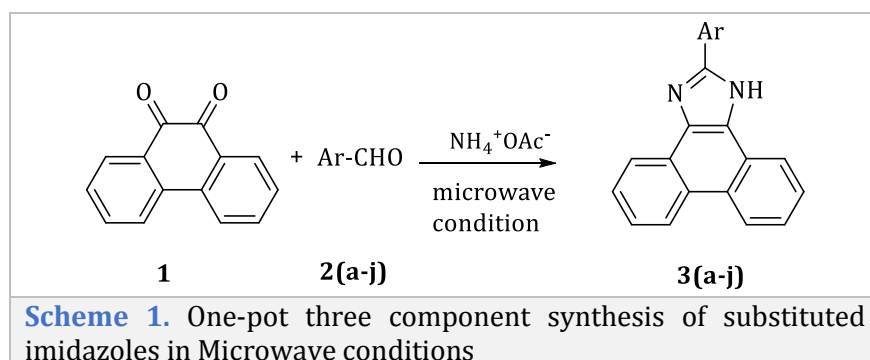 Ar
O O
N NH
NH₄⁺OAc⁻
+ Ar-CHO
microwave
condition
1 2(a-j) 3(a-j)
Scheme 1. One-pot three component synthesis of substituted
imidazoles in Microwave conditions